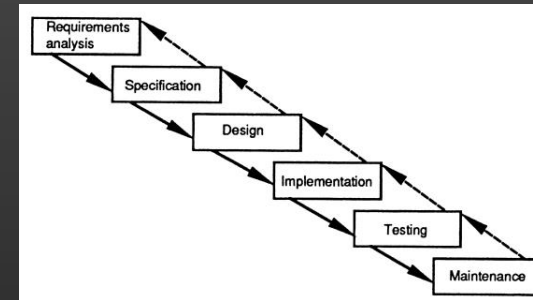 Requirements
analysis
Specification
Design
Implementation
Testing
Maintenance